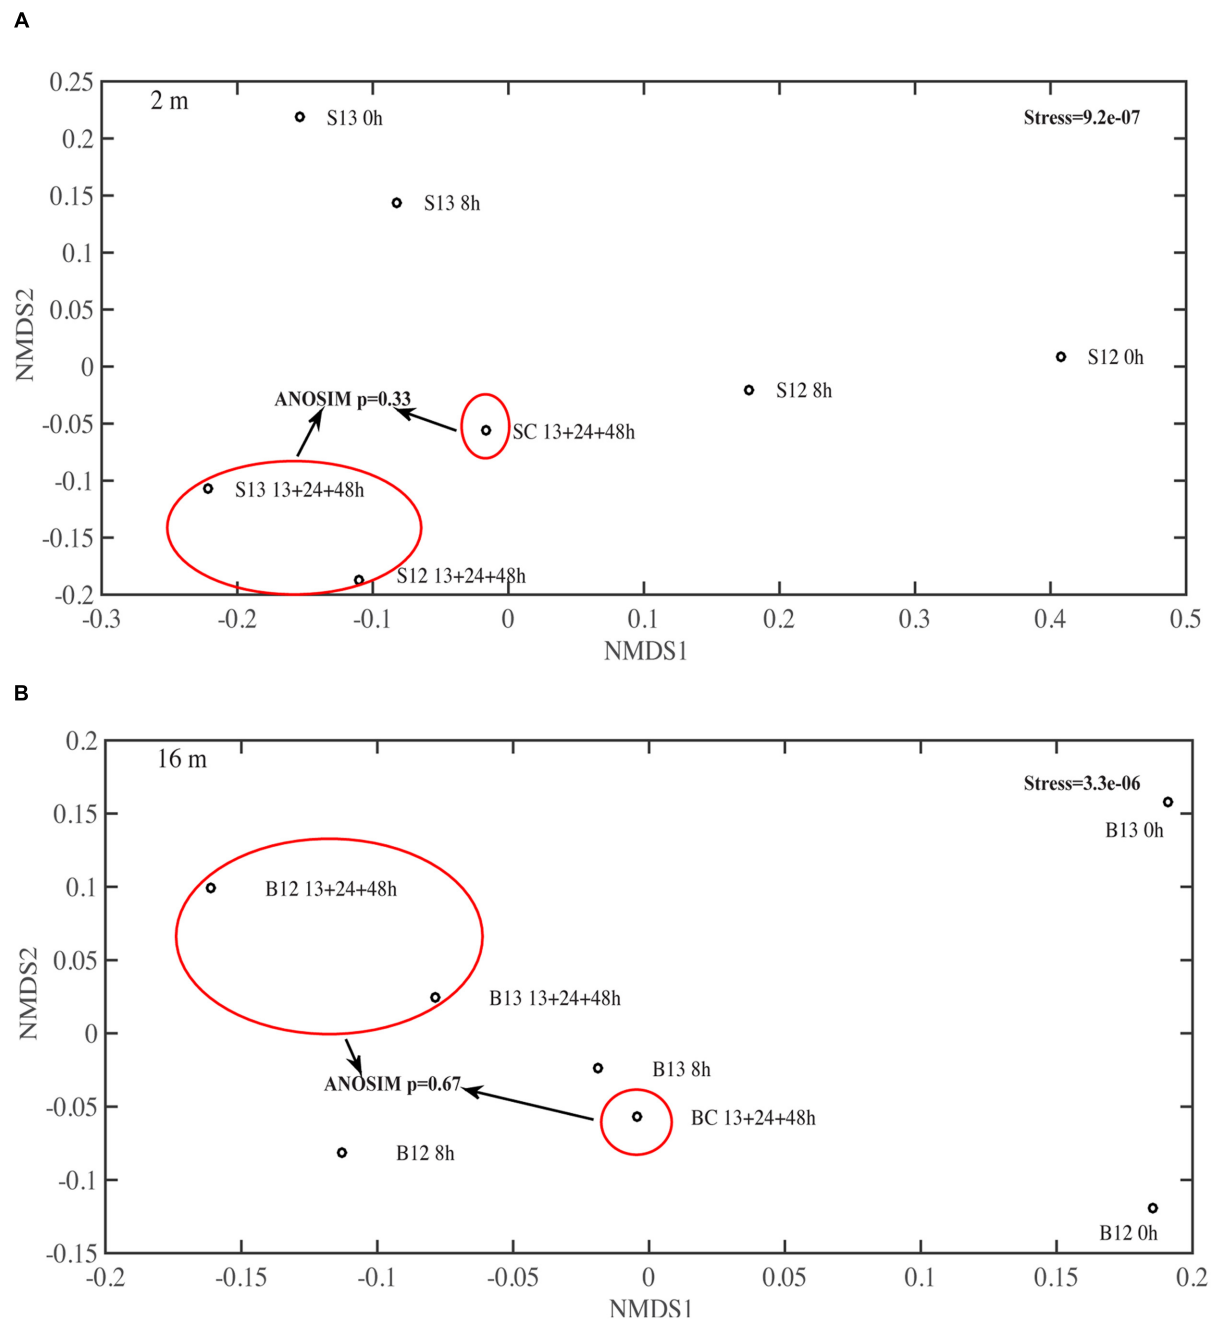 A
0.25
2 m
S13 0h
Stress=9.2e-07
0.2
S13 8h
0.15
0.1
0.05
NMDS2
0
S12 0h
S12 8h
ANOSIM p=0.33
-0.05
SC 13+24+48h
-0.1
S13 13+24+48h
-0.15
S12 13+24+48h
-0.2
-0.3 -0.2 -0.1 0 0.1 0.2 0.3 0.4 0.5
NMDS1
B
0.2
16 m
Stress=3.3e-06
0.15
B13 0h
0.1
B12 13+24+48h
0.05
NMDS2
B13 13+24+48h
0
B13 8h
ANOSIM p=0.67
-0.05
BC 13+24+48h
B12 8h
-0.1
B12 0h
-0.15
-0.2 -0.15 -0.1 -0.05 0 0.05 0.1 0.15 0.2
NMDS1